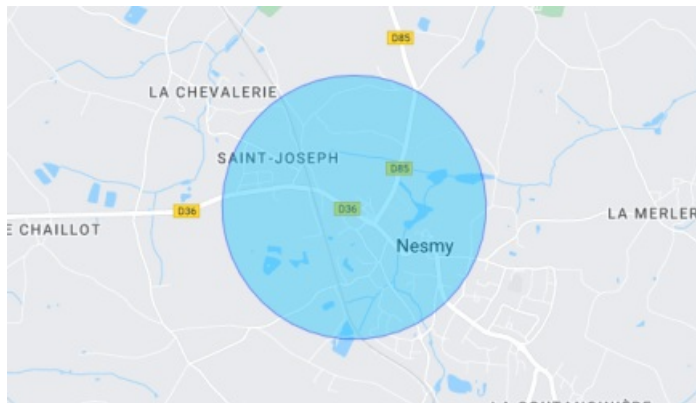 D85
LA CHEVALERIE
SAINT-JOSEPH
D85
D36
D36
E CHAILLOT
LA MERLER
Nesmy